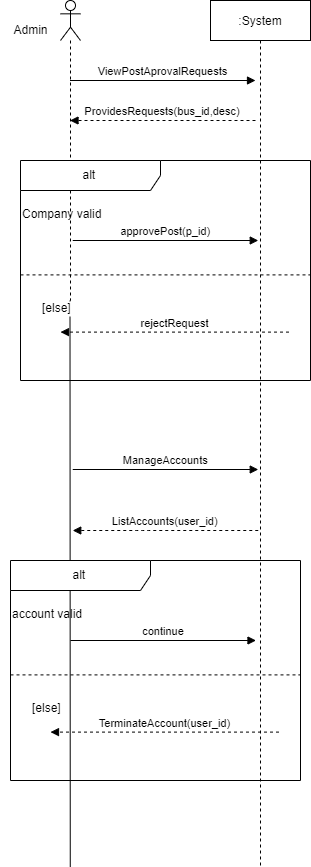 Admin
:System
ViewPostAprovalRequests
ProvidesRequests(bus_id,desc)
alt
Company valid
approvePost(p_id)
[else]
rejectRequest
ManageAccounts
ListAccounts(user_id)
alt
account valid
continue
[else]
TerminateAccount(user_id)